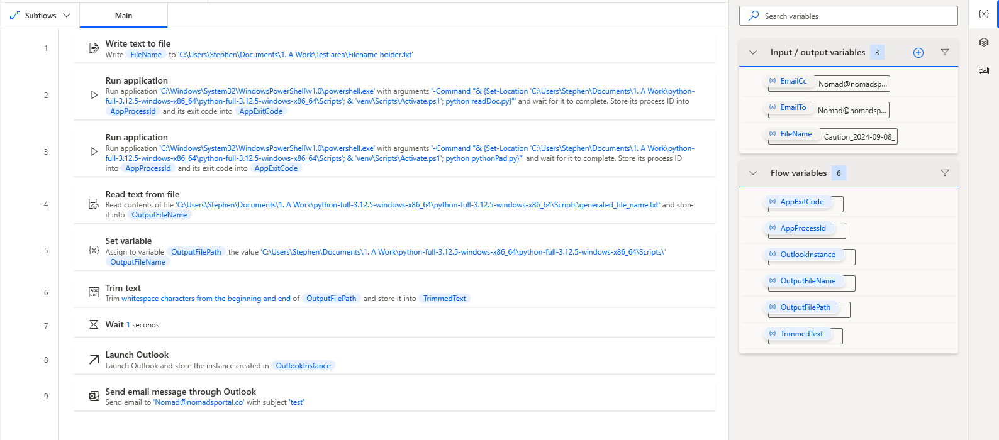 Subflows
Main
1
Write text to file
Write FileName to 'C:\Users\Stephen\Documents\1. A Work\Test area\Filename holder.txt'
2
Run application
Run application 'C:\Windows\System32\WindowsPowerShell\v1.0\powershell.exe' with arguments '-Command "& {Set-Location 'C:\Users\Stephen\Documents\1. A Work\python-
full-3.12.5-windows-x86_64\python-full-3.12.5-windows-x86_64\Scripts'; & 'venv\Scripts\Activate.ps1'; python readDoc.py}"' and wait for it to complete. Store its process ID into
AppProcessId and its exit code into AppExitCode
3
Run application
Run application 'C:\Windows\System32\WindowsPowerShell\v1.0\powershell.exe' with arguments '-Command "& {Set-Location 'C:\Users\Stephen\Documents\1. A Work\python-
full-3.12.5-windows-x86_64\python-full-3.12.5-windows-x86_64\Scripts'; & 'venv\Scripts\Activate.ps1'; python pythonPad.py}"' and wait for it to complete. Store its process ID
into AppProcessId and its exit code into AppExitCode
4
Read text from file
Read contents of file 'C:\Users\Stephen\Documents\1. A Work\python-full-3.12.5-windows-x86_64\python-full-3.12.5-windows-x86_64\Scripts\generated_file_name.txt' and store
it into OutputFileName
5
{x}
Set variable
Assign to variable OutputFilePath the value 'C:\Users\Stephen\Documents\1. A Work\python-full-3.12.5-windows-x86_64\python-full-3.12.5-windows-x86_64\Scripts\'
OutputFileName
6
Abc
def
Trim text
Trim whitespace characters from the beginning and end of OutputFilePath and store it into TrimmedText
7
Wait 1 seconds
8
Launch Outlook
Launch Outlook and store the instance created in OutlookInstance
9
Send email message through Outlook
Send email to 'Nomad@nomadsportal.co' with subject 'test'
Search variables
{x}
Input / output variables 3
(x) EmailCc Nomad@nomadsp...
(x) EmailTo Nomad@nomadsp...
(x) FileName Caution_2024-09-08_
Flow variables 6
(x) AppExitCode
(x) AppProcessId
(x) OutlookInstance
(x) OutputFileName
(x) OutputFilePath
(x) TrimmedText